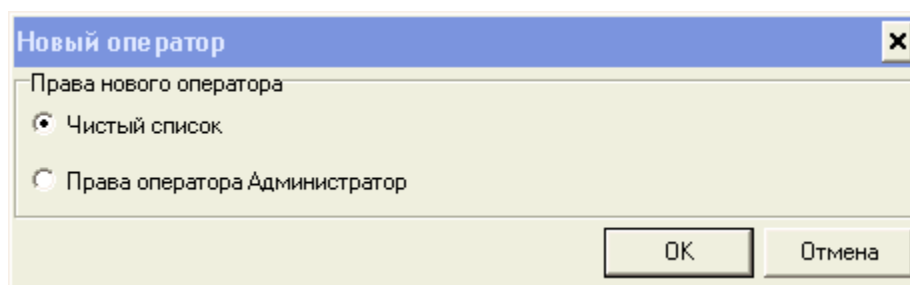 Новый оператор
Права нового оператора
Чистый список
Права оператора Администратор
OK Отмена